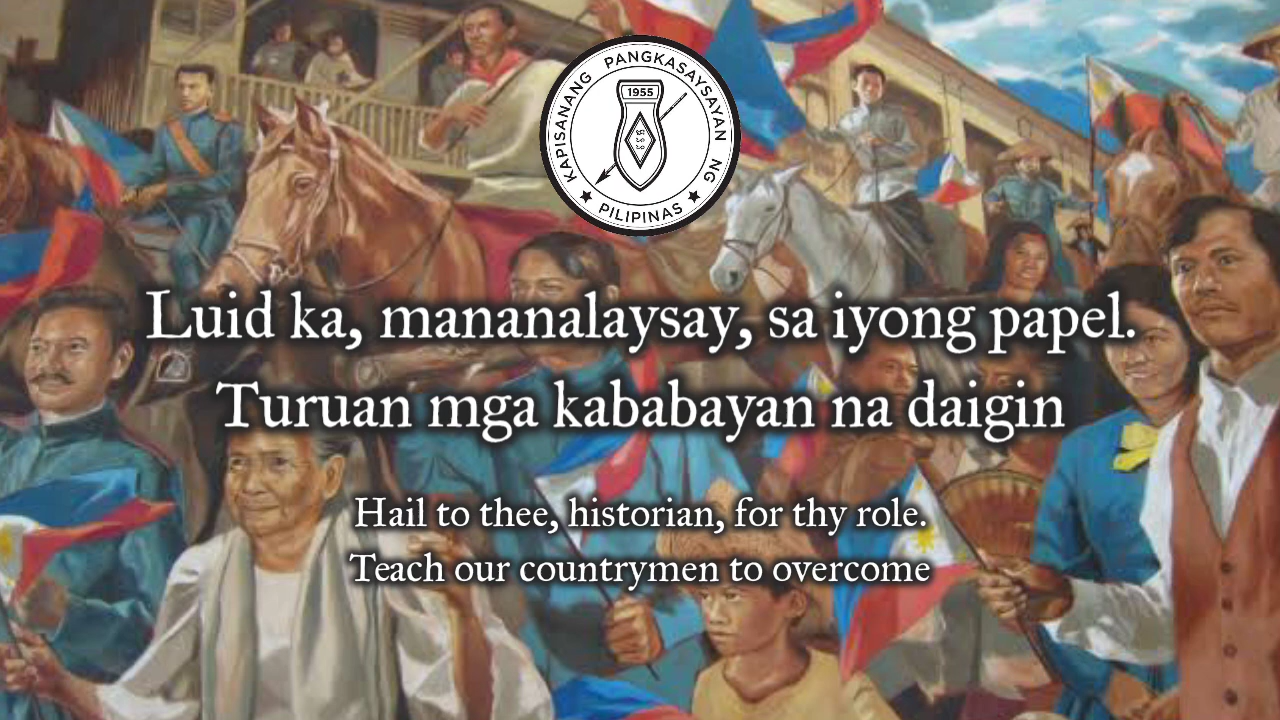 KAPISANANG PANGKASAYSAYAN NG
PILIPINAS
1955
Luid ka, mananalaysay, sa iyong papel.
Turuan mga kababayan na daigin
Hail to thee, historian, for thy role.
Teach our countrymen to overcome